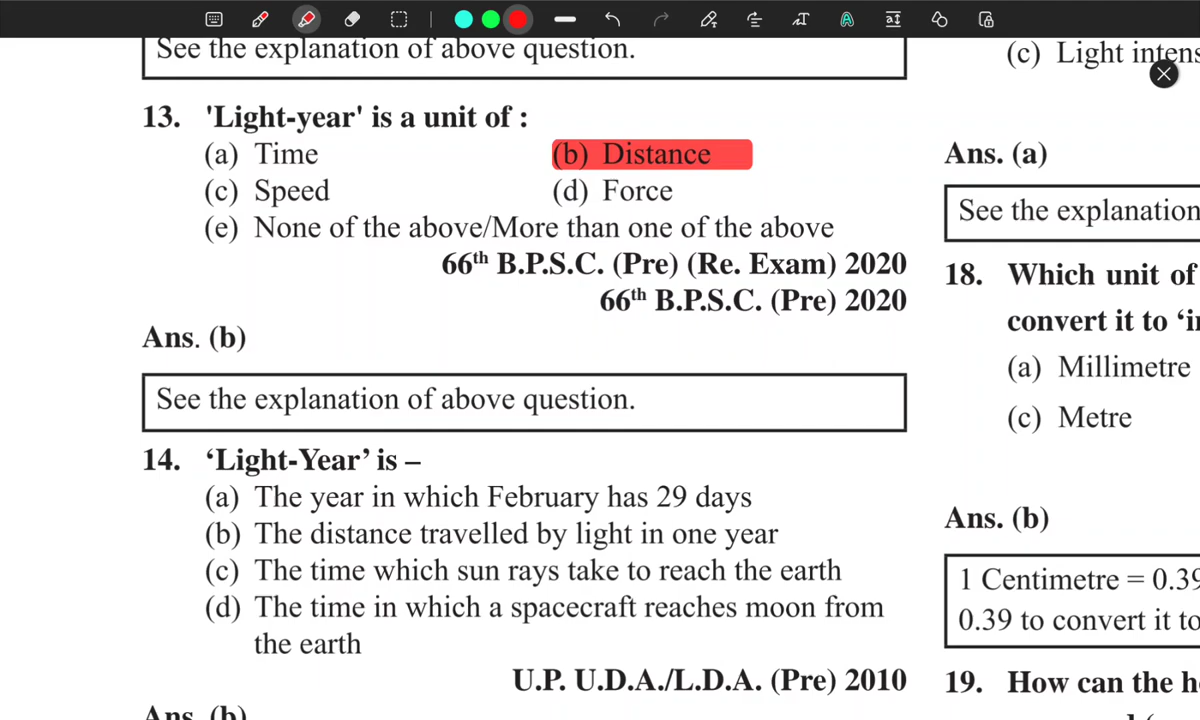 See the explanation of above question.
13. 'Light-year' is a unit of :
(a) Time (b) Distance
(c) Speed (d) Force
(e) None of the above/More than one of the above
66th B.P.S.C. (Pre) (Re. Exam) 2020
66th B.P.S.C. (Pre) 2020
Ans. (b)
See the explanation of above question.
14. ‘Light-Year’ is –
(a) The year in which February has 29 days
(b) The distance travelled by light in one year
(c) The time which sun rays take to reach the earth
(d) The time in which a spacecraft reaches moon from
the earth
U.P. U.D.A./L.D.A. (Pre) 2010
Ans. (b)
(c) Light
Ans. (a)
See the explanation
18. Which unit of
convert it to
(a) Millimetre
(c) Metre
Ans. (b)
1 Centimetre = 0.39
0.39 to convert it to
19. How can the